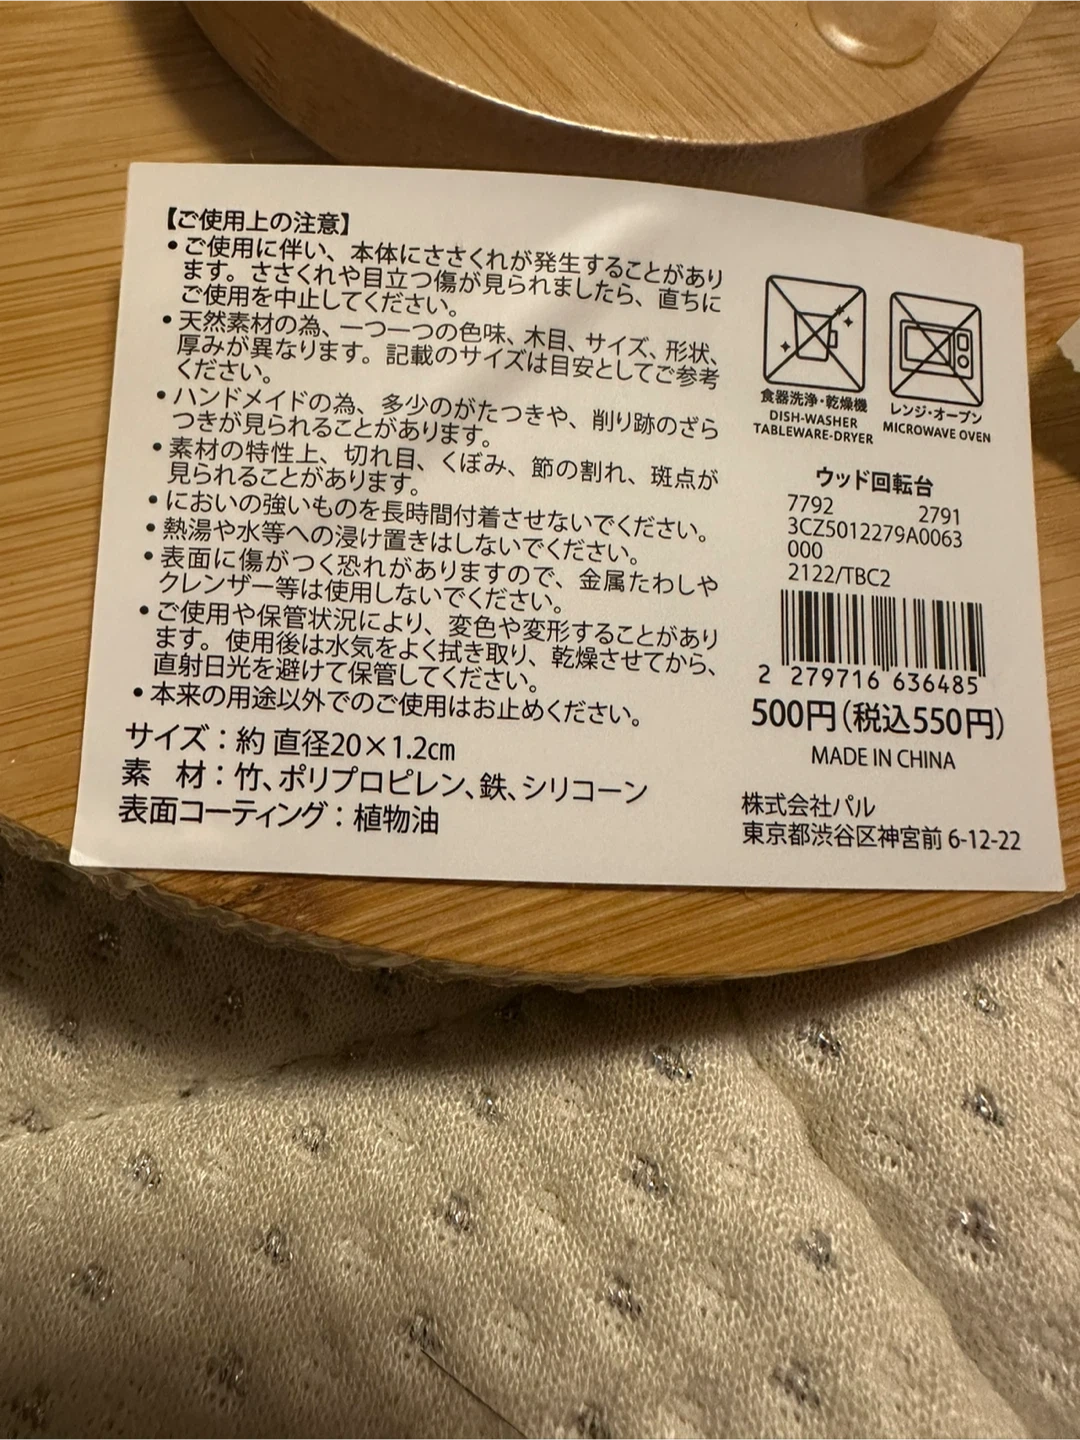 【ご使用上の注意】
• ご使用に伴い、本体にささくれが発生することがあり
ます。ささくれや目立つ傷が見られましたら、直ちに
ご使用を中止してください。
• 天然素材の為、一つ一つの色味、木目、サイズ、形状、
厚みが異なります。記載のサイズは目安としてご参考
ください。
• ハンドメイドの為、多少のがたつきや、削り跡のざら
つきが見られることがあります。
• 素材の特性上、切れ目、くぼみ、節の割れ、斑点が
見られることがあります。
• においの強いものを長時間付着させないでください。
• 熱湯や水等への浸け置きはしないでください。
• 表面に傷がつく恐れがありますので、金属たわしや
クレンザー等は使用しないでください。
• ご使用や保管状況により、変色や変形することがあり
ます。使用後は水気をよく拭き取り、乾燥させてから、
直射日光を避けて保管してください。
• 本来の用途以外でのご使用はお止めください。
サイズ：約 直径20×1.2cm
素 材：竹、ポリプロピレン、鉄、シリコーン
表面コーティング：植物油
食器洗浄・乾燥機
DISH-WASHER
TABLEWARE-DRYER
レンジ・オーブン
MICROWAVE OVEN
ウッド回転台
7792 2791
3CZ5012279A0063
000
2122/TBC2
2 279716 636485
500円(税込550円)
MADE IN CHINA
株式会社パル
東京都渋谷区神宮前 6-12-22